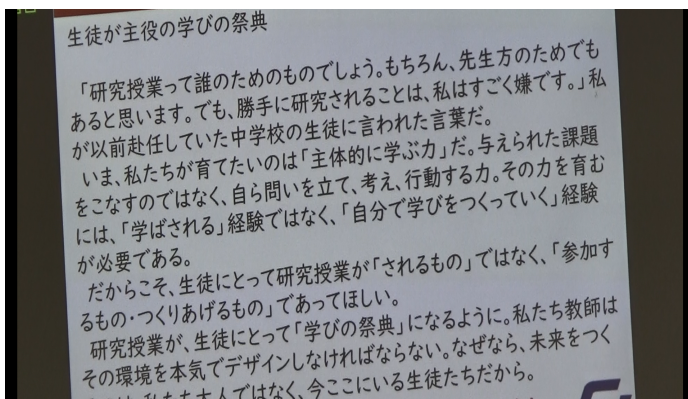 生徒が主役の学びの祭典
「研究授業って誰のためのものでしょう。もちろん、先生方のためでも
あると思います。でも、勝手に研究されることは、私はすごく嫌です。」私
が以前赴任していた中学校の生徒に言われた言葉だ。
いま、私たちが育てたいのは「主体的に学ぶ力」だ。与えられた課題
をこなすのではなく、自ら問いを立て、考え、行動する力。その力を育む
には、「学ばされる」経験ではなく、「自分で学びをつくっていく」経験
が必要である。
だからこそ、生徒にとって研究授業が「されるもの」ではなく、「参加す
るもの・つくりあげるもの」であってほしい。
研究授業が、生徒にとって「学びの祭典」になるように。私たち教師は
その環境を本気でデザインしなければならない。なぜなら、未来をつく
私たち大人ではなく、今ここにいる生徒たちだから。